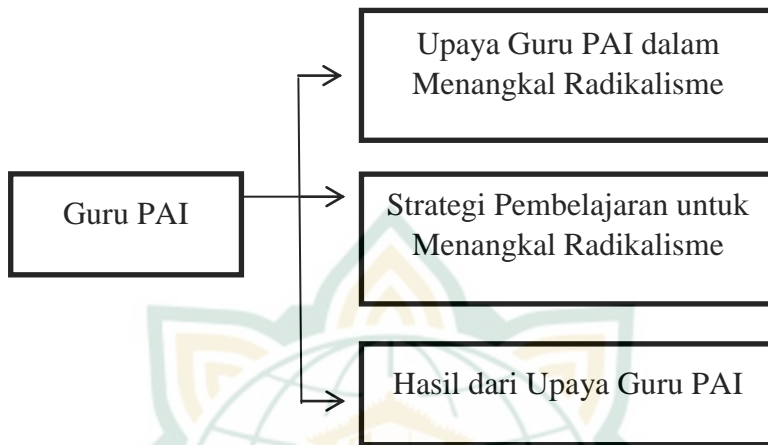 Upaya Guru PAI dalam
Menangkal Radikalisme
Guru PAI
Strategi Pembelajaran untuk
Menangkal Radikalisme
Hasil dari Upaya Guru PAI